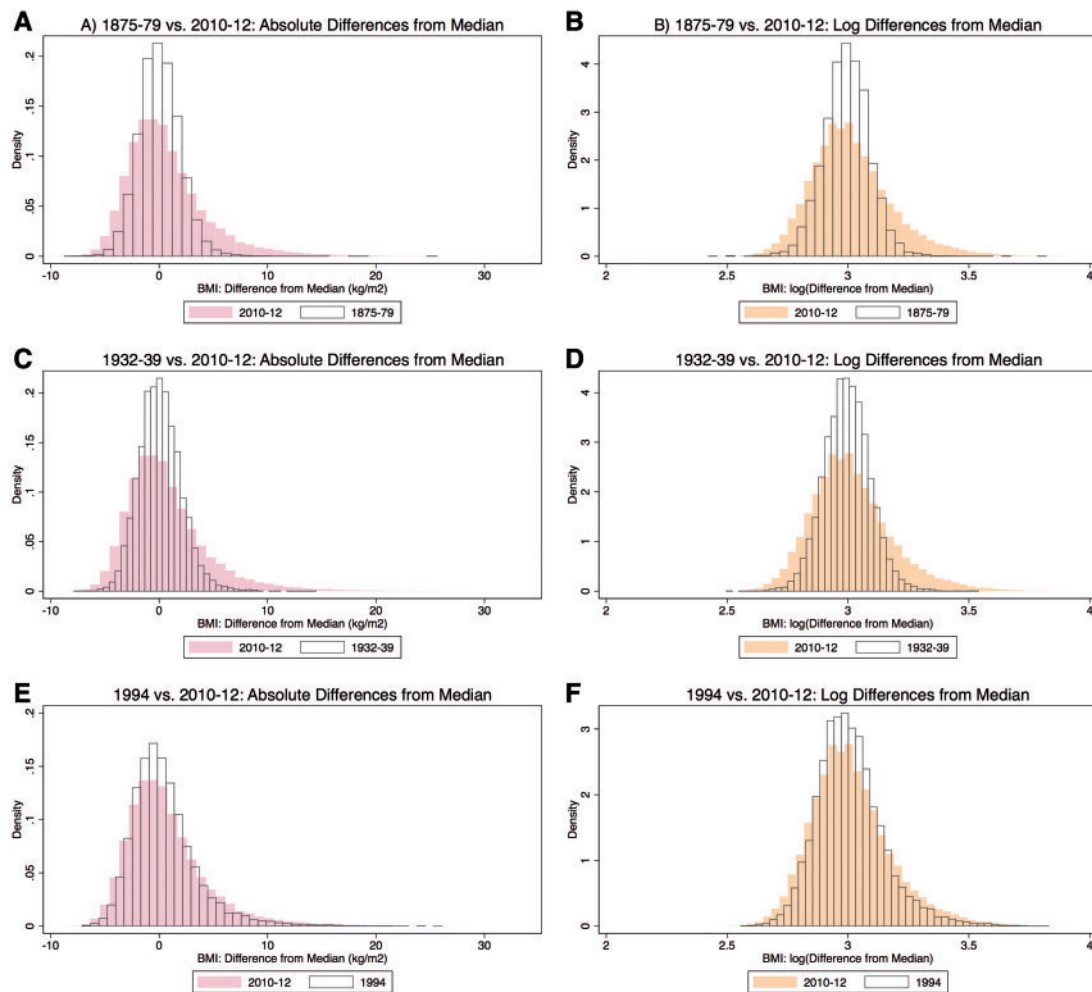 A
A) 1875-79 vs. 2010-12: Absolute Differences from Median
Density
.2
.15
.1
.05
0
-10 0 10 20 30
BMI: Difference from Median (kg/m2)
2010-12 1875-79
B
B) 1875-79 vs. 2010-12: Log Differences from Median
Density
4
3
2
1
0
2 2.5 3 3.5 4
BMI: log(Difference from Median)
2010-12 1875-79
C
1932-39 vs. 2010-12: Absolute Differences from Median
Density
.2
.15
.1
.05
0
-10 0 10 20 30
BMI: Difference from Median (kg/m2)
2010-12 1932-39
D
1932-39 vs. 2010-12: Log Differences from Median
Density
4
3
2
1
0
2 2.5 3 3.5 4
BMI: log(Difference from Median)
2010-12 1932-39
E
1994 vs. 2010-12: Absolute Differences from Median
Density
.2
.15
.1
.05
0
-10 0 10 20 30
BMI: Difference from Median (kg/m2)
2010-12 1994
F
1994 vs. 2010-12: Log Differences from Median
Density
3
2
1
0
2 2.5 3 3.5 4
BMI: log(Difference from Median)
2010-12 1994